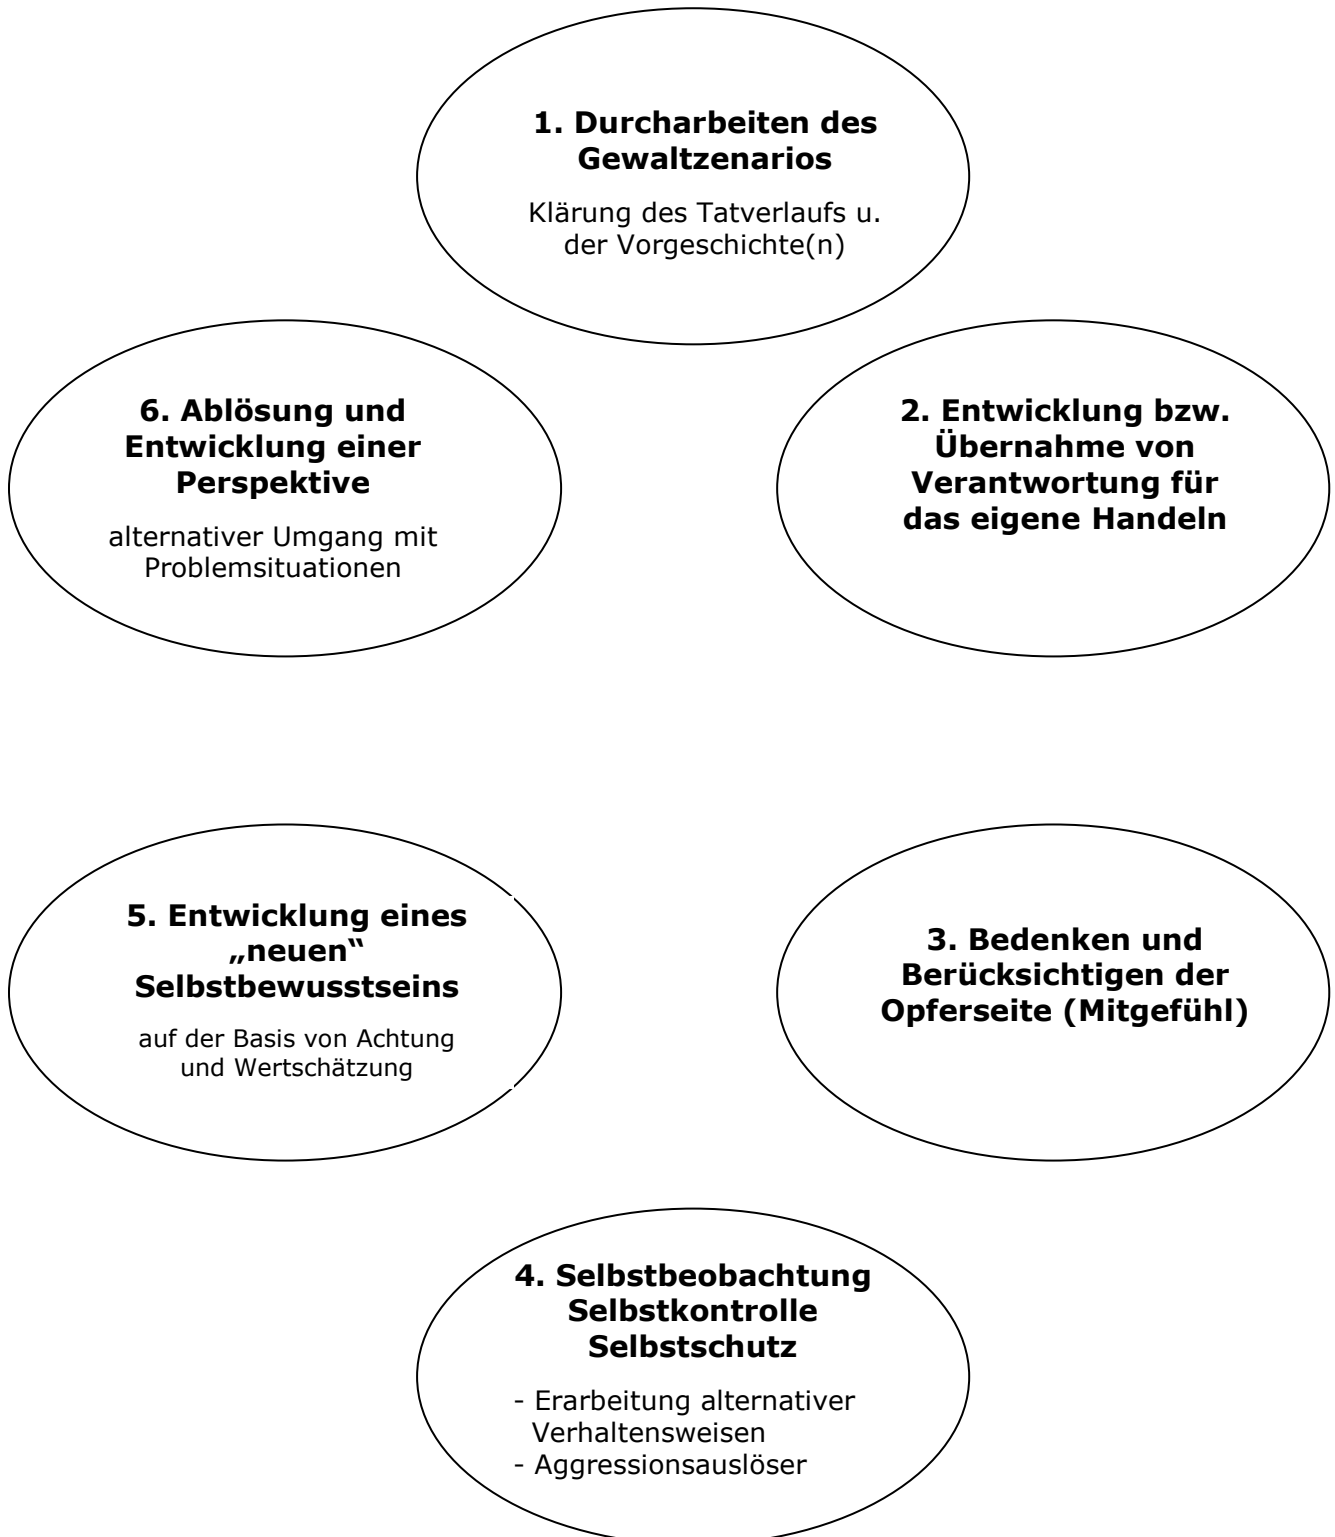 1. Durcharbeiten des
Gewaltzenarios
Klärung des Tatverlaufs u.
der Vorgeschichte(n)
2. Entwicklung bzw.
Übernahme von
Verantwortung für
das eigene Handeln
3. Bedenken und
Berücksichtigen der
Opferseite (Mitgefühl)
4. Selbstbeobachtung
Selbstkontrolle
Selbstschutz
- Erarbeitung alternativer
Verhaltensweisen
- Aggressionsauslöser
5. Entwicklung eines
„neuen“
Selbstbewusstseins
auf der Basis von Achtung
und Wertschätzung
6. Ablösung und
Entwicklung einer
Perspektive
alternativer Umgang mit
Problemsituationen